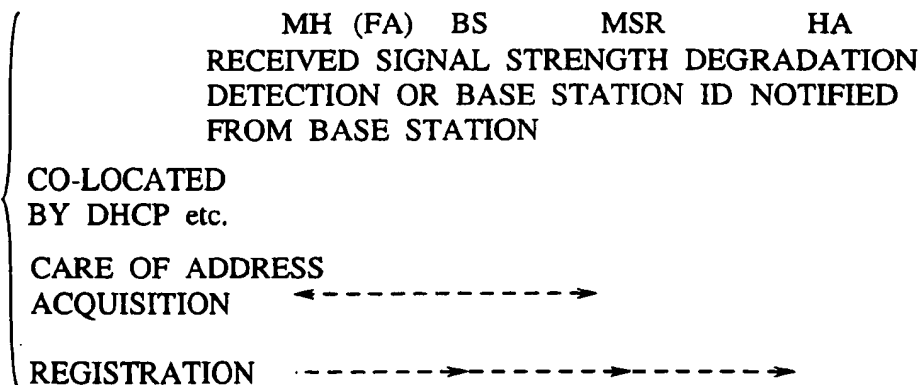 MH (FA) BS MSR HA
RECEIVED SIGNAL STRENGTH DEGRADATION
DETECTION OR BASE STATION ID NOTIFIED
FROM BASE STATION
CO-LOCATED
BY DHCP etc.
CARE OF ADDRESS
ACQUISITION
REGISTRATION